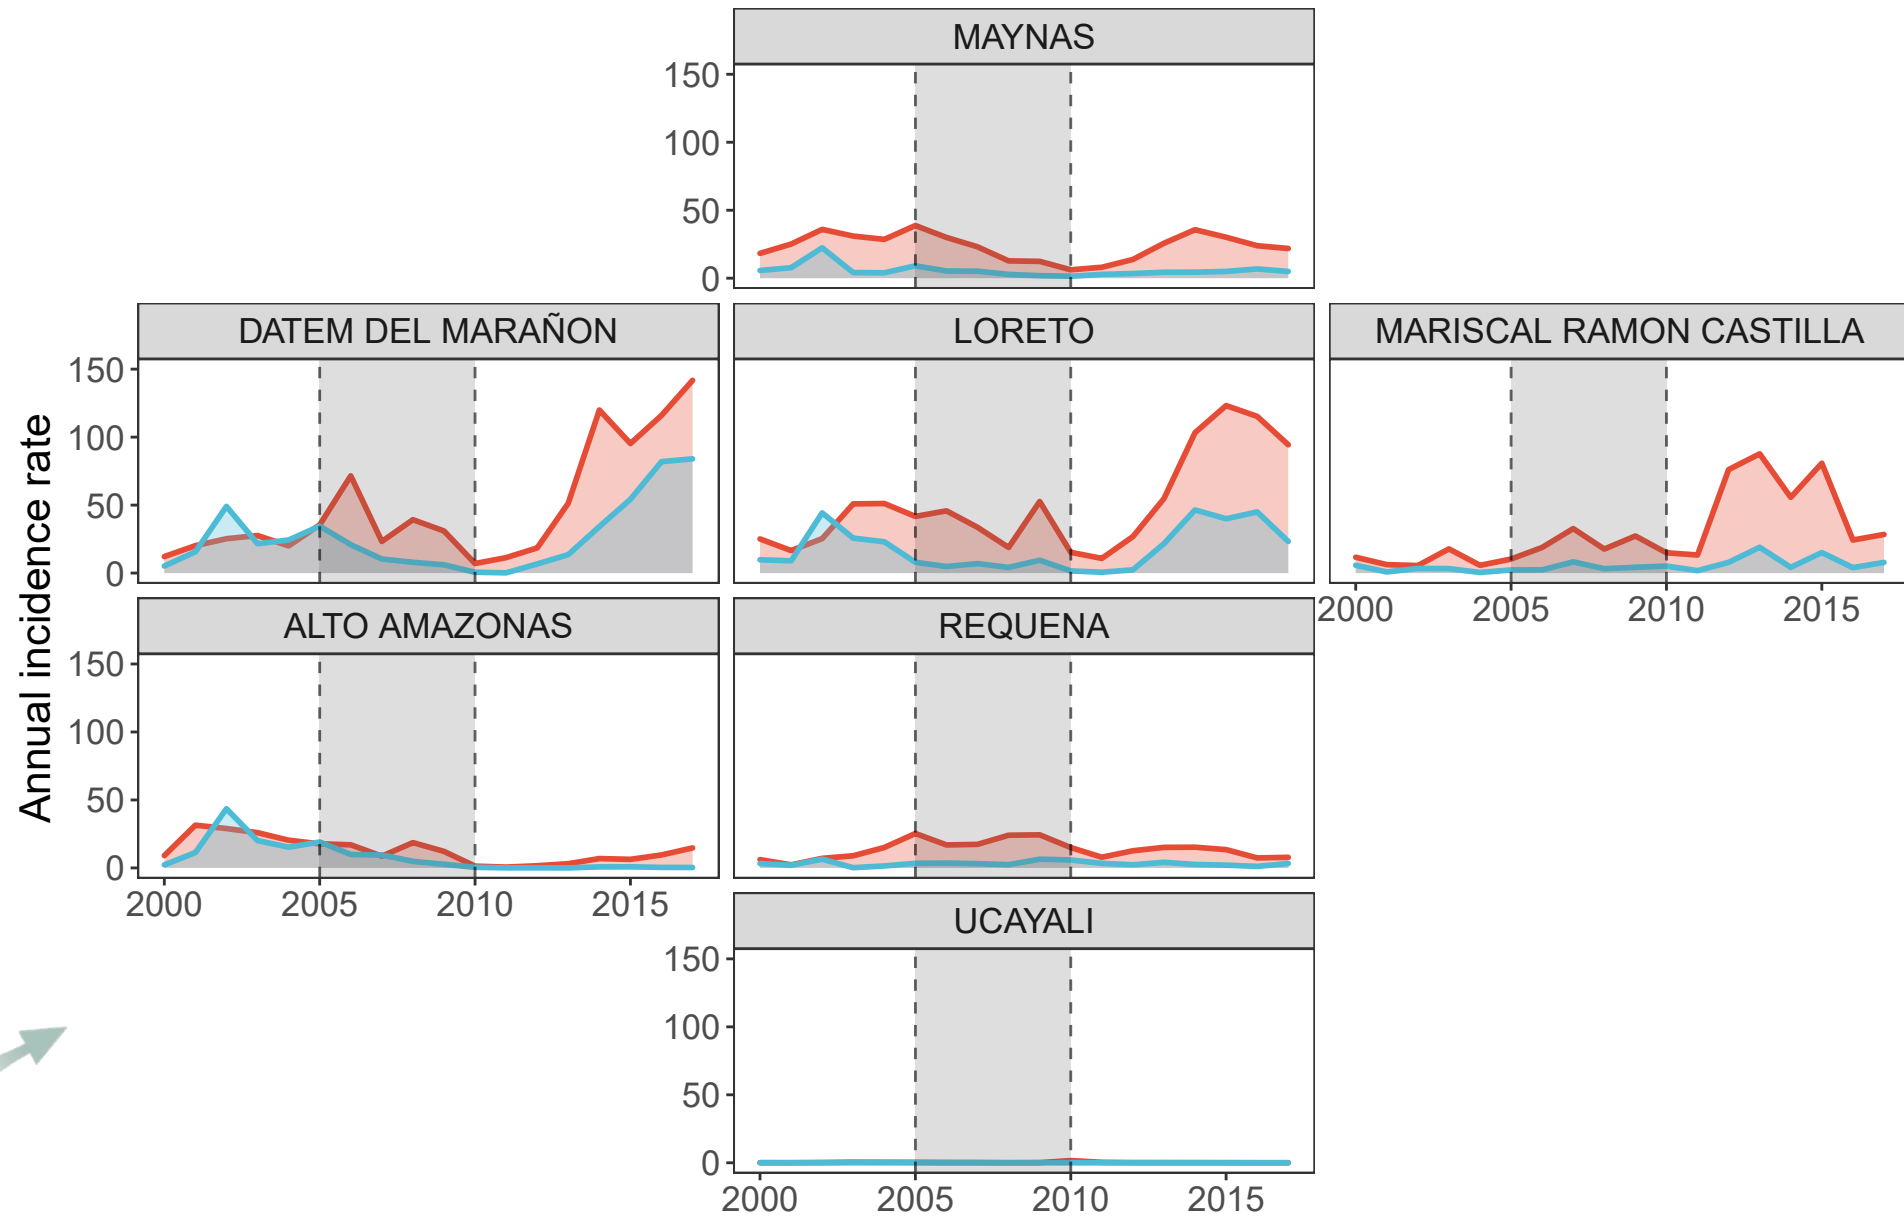 MAYNAS
150
100
50
0
DATEM DEL MARAÑON
LORETO
MARISCAL RAMON CASTILLA
150
100
50
0
2000 2005 2010 2015
Annual incidence rate
ALTO AMAZONAS
REQUENA
150
100
50
0
2000 2005 2010 2015
UCAYALI
150
100
50
0
2000 2005 2010 2015